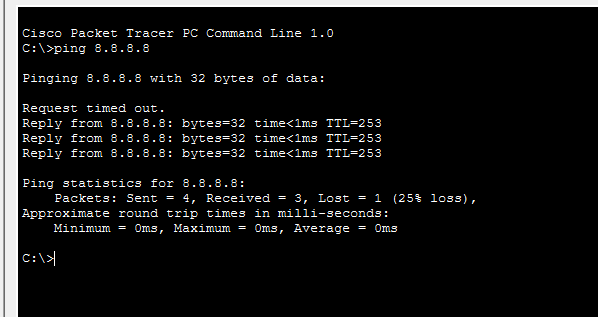 Cisco Packet Tracer PC Command Line 1.0
C:\>ping 8.8.8.8
Pinging 8.8.8.8 with 32 bytes of data:
Request timed out.
Reply from 8.8.8.8: bytes=32 time<1ms TTL=253
Reply from 8.8.8.8: bytes=32 time<1ms TTL=253
Reply from 8.8.8.8: bytes=32 time<1ms TTL=253
Ping statistics for 8.8.8.8:
    Packets: Sent = 4, Received = 3, Lost = 1 (25% loss),
Approximate round trip times in milli-seconds:
    Minimum = 0ms, Maximum = 0ms, Average = 0ms
C:\>